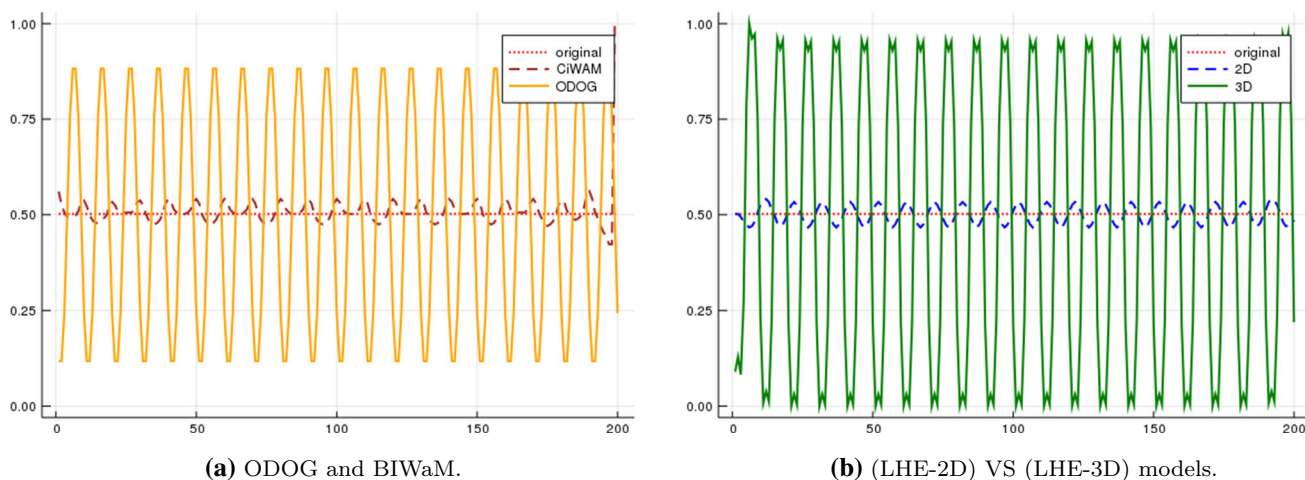 1.00
0.75
0.50
0.25
0.00
0
50
100
150
200
original
CiWAM
ODOG
(a) ODOG and BIWaM.
1.00
0.75
0.50
0.25
0.00
0
50
100
150
200
original
2D
3D
(b) (LHE-2D) VS (LHE-3D) models.